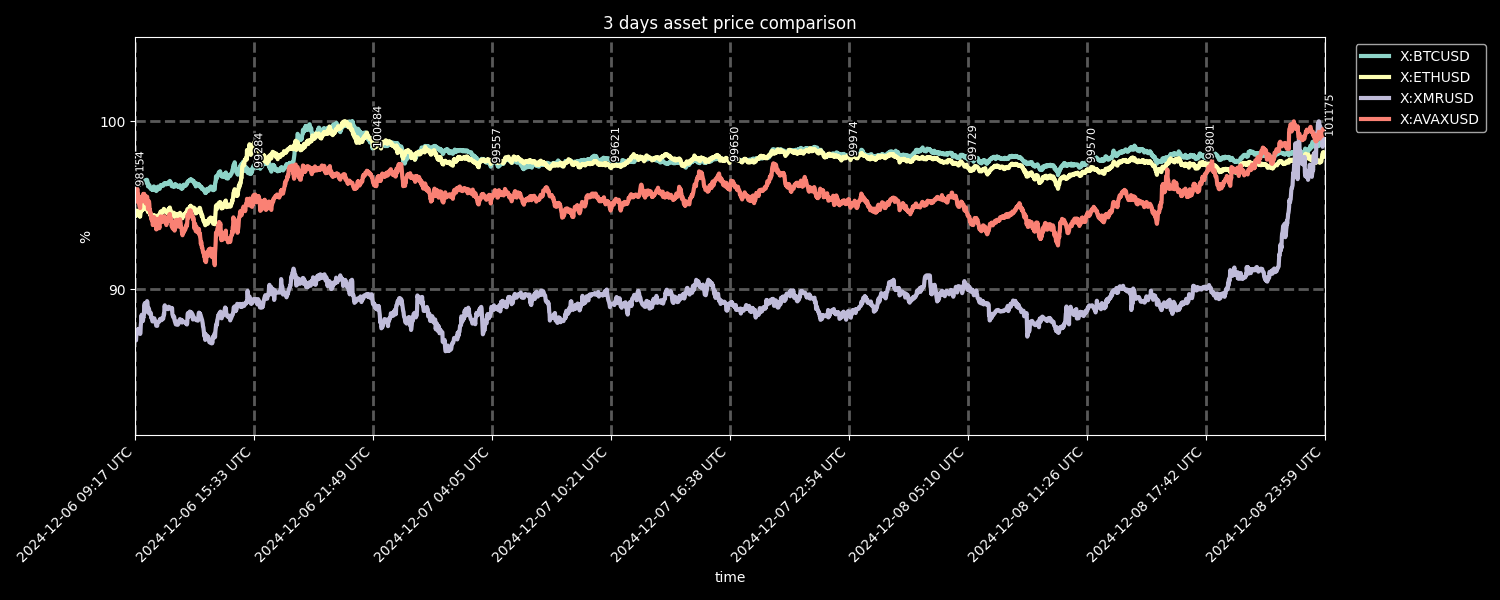 3 days asset price comparison
X:BTCUSD
X:ETHUSD
X:XMRUSD
X:AVAXUSD
100
90
%
98154
99284
100484
99557
99621
99650
99974
99729
99570
99801
101175
2024-12-06 09:17 UTC
2024-12-06 15:33 UTC
2024-12-06 21:49 UTC
2024-12-07 04:05 UTC
2024-12-07 10:21 UTC
2024-12-07 16:38 UTC
2024-12-07 22:54 UTC
2024-12-08 05:10 UTC
2024-12-08 11:26 UTC
2024-12-08 17:42 UTC
2024-12-08 23:59 UTC
time